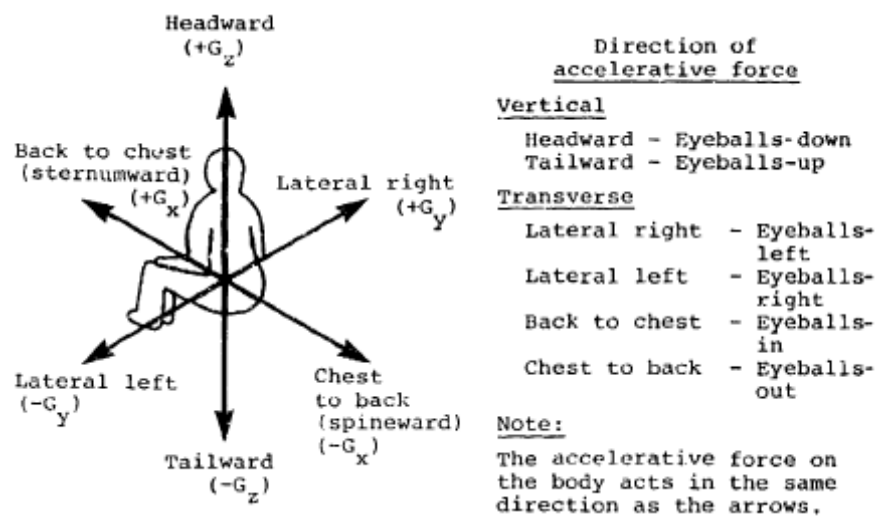 Headward
(+Gz)
Back to chest
(sternumward)
(+Gx)
Lateral right
(+Gy)
Lateral left
(-Gy)
Chest
to back
(spineward)
(-Gx)
Tailward
(-Gz)
Direction of
accelerative force
Vertical
Headward - Eyeballs-down
Tailward - Eyeballs-up
Transverse
Lateral right - Eyeballs-
left
Lateral left - Eyeballs-
right
Back to chest - Eyeballs-
in
Chest to back - Eyeballs-
out
Note:
The accelerative force on
the body acts in the same
direction as the arrows.